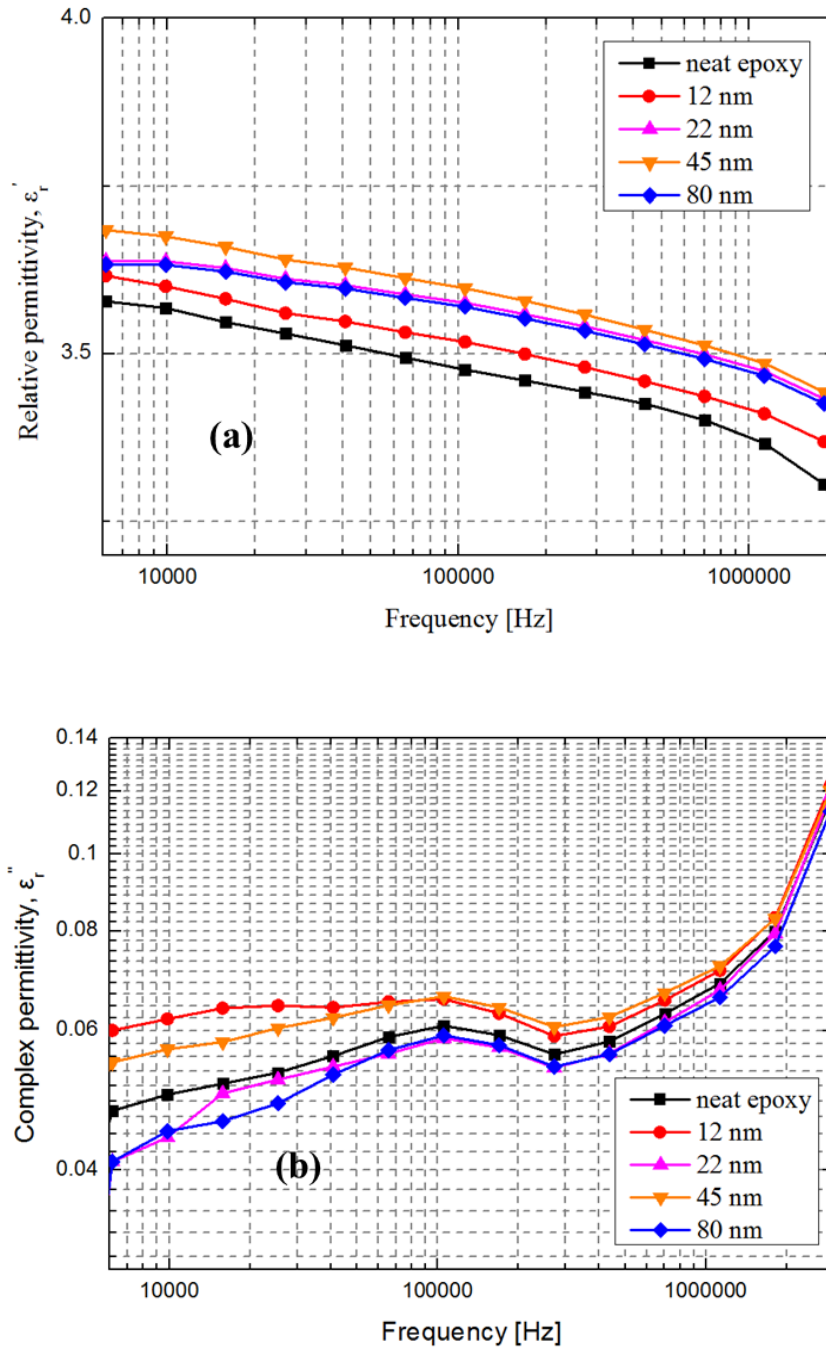 4.0
3.5
Relative permittivity, εr'
neat epoxy
12 nm
22 nm
45 nm
80 nm
(a)
10000
100000
1000000
Frequency [Hz]
0.14
0.12
0.1
0.08
0.06
0.04
Complex permittivity, εr"
neat epoxy
12 nm
22 nm
45 nm
80 nm
(b)
10000
100000
1000000
Frequency [Hz]